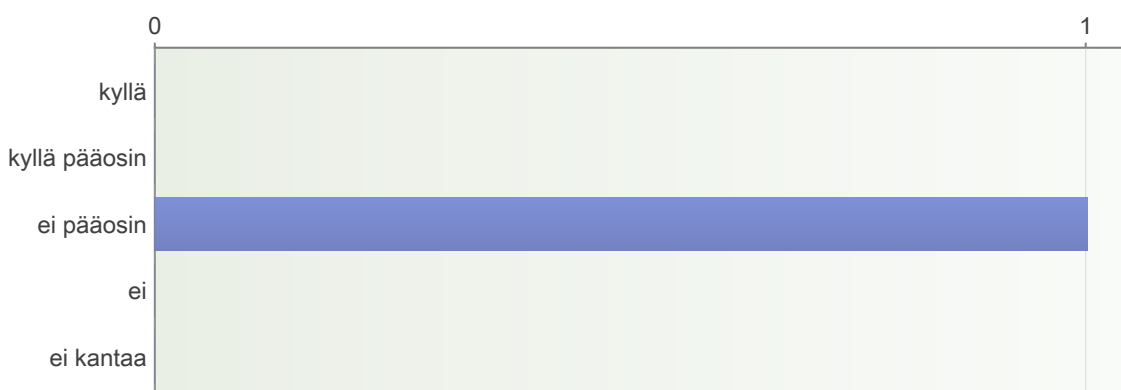 0 1
kyllä
kyllä pääosin
ei pääosin
ei
ei kantaa